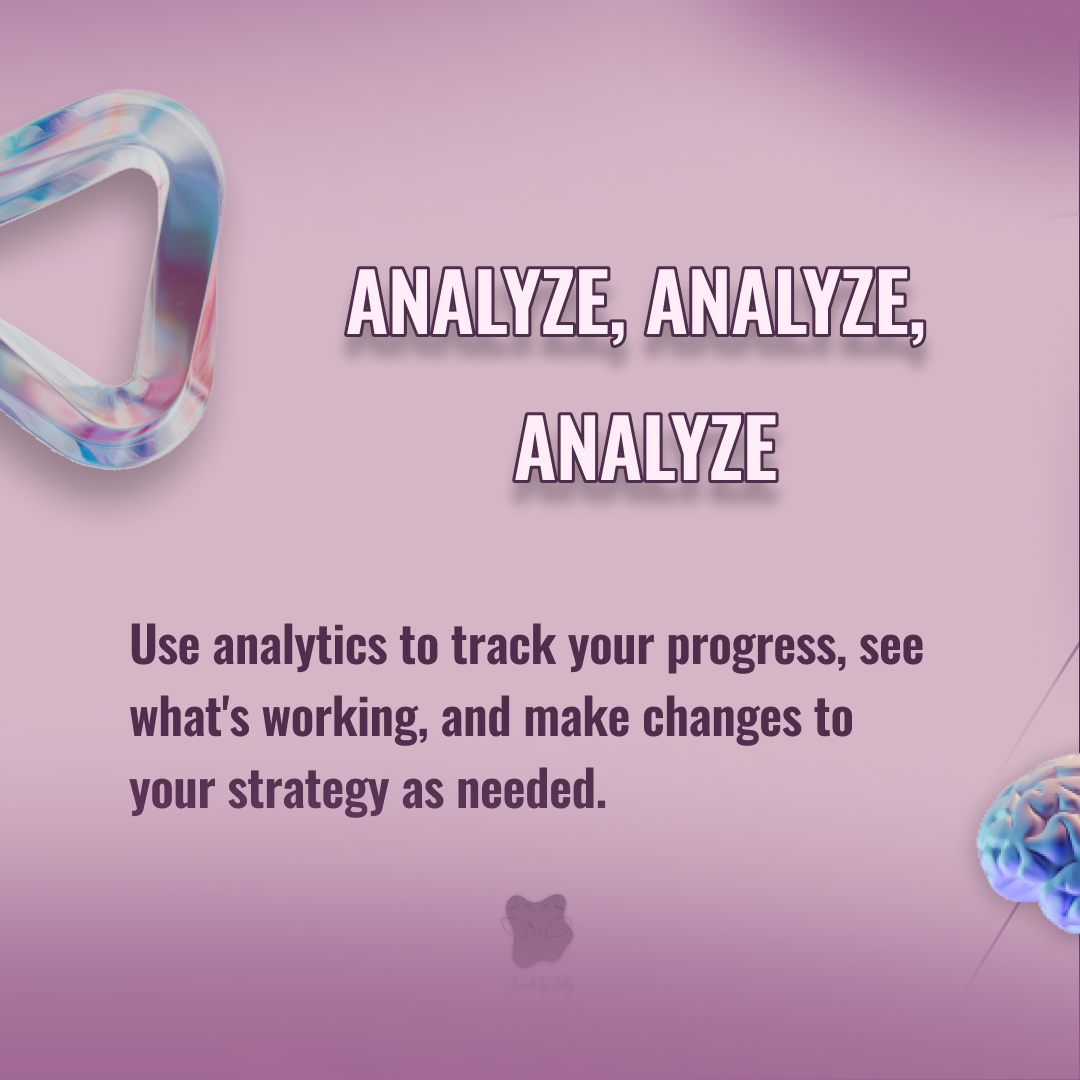 ANALYZE, ANALYZE,
ANALYZE
Use analytics to track your progress, see
what's working, and make changes to
your strategy as needed.